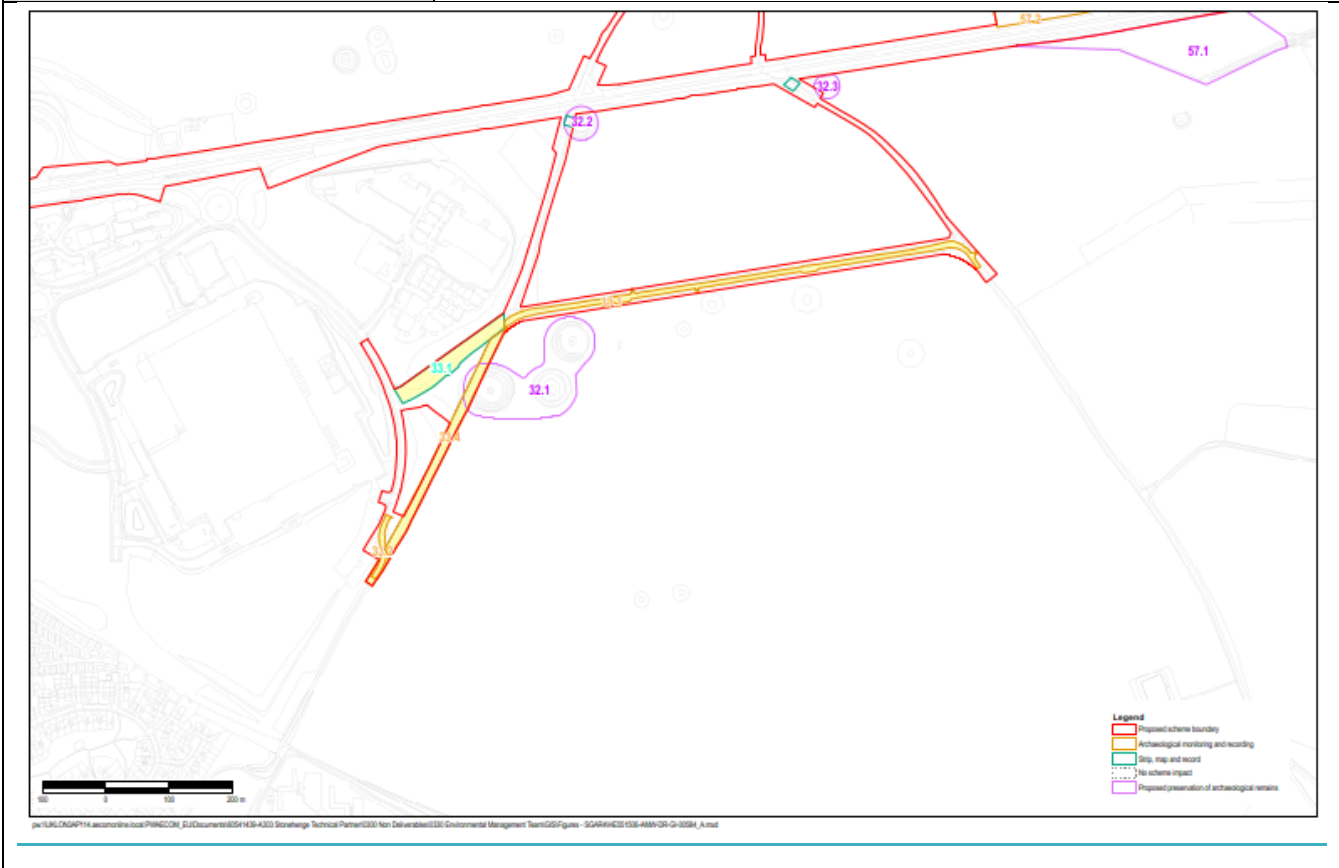 57.2
57.1
32.3
32.2
33.1
32.1
33.4
Legend
Proposed scheme boundary
Archaeological monitoring and recording
Strip, map and record
No scheme impact
Proposed preservation of archaeological remains
100 0 100 200 m